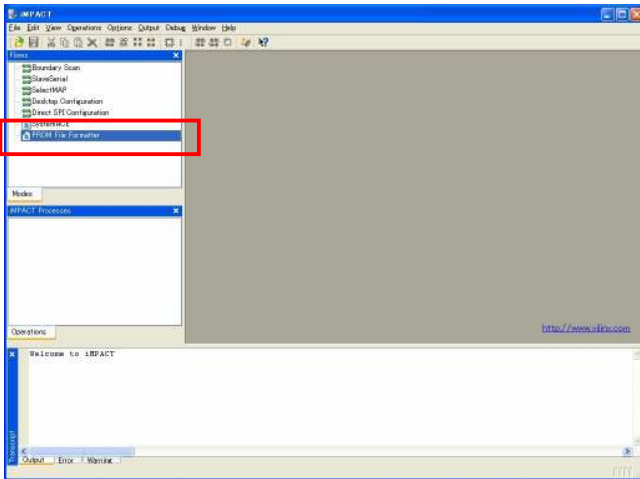 iMPACT
File Edit View Operations Options Output Debug Window Help
Flows
Boundary Scan
SlaveSerial
SelectMAP
Desktop Configuration
Direct SPI Configuration
SystemACE
PROM File Formatter
Modes
iMPACT Processes
Operations
http://www.xilinx.com
Welcome to iMPACT
Transcript
Output Error Warning